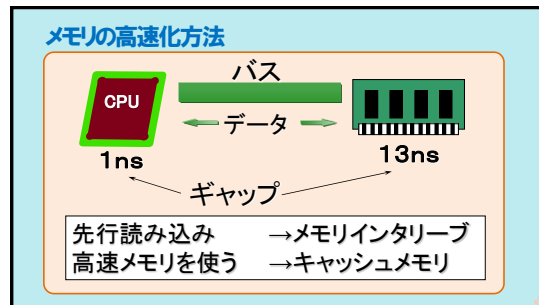 メモリの高速化方法
バス
CPU
データ
1ns
13ns
ギャップ
先行読み込み →メモリインタリーブ
高速メモリを使う →キャッシュメモリ